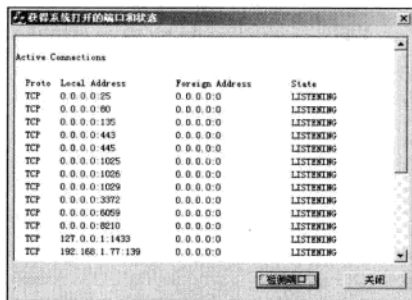 获得系统打开的端口和状态
Active Connections
Proto Local Address Foreign Address State
TCP 0.0.0.0:25 0.0.0.0:0 LISTENING
TCP 0.0.0.0:80 0.0.0.0:0 LISTENING
TCP 0.0.0.0:135 0.0.0.0:0 LISTENING
TCP 0.0.0.0:443 0.0.0.0:0 LISTENING
TCP 0.0.0.0:445 0.0.0.0:0 LISTENING
TCP 0.0.0.0:1025 0.0.0.0:0 LISTENING
TCP 0.0.0.0:1026 0.0.0.0:0 LISTENING
TCP 0.0.0.0:1029 0.0.0.0:0 LISTENING
TCP 0.0.0.0:3372 0.0.0.0:0 LISTENING
TCP 0.0.0.0:6059 0.0.0.0:0 LISTENING
TCP 0.0.0.0:8210 0.0.0.0:0 LISTENING
TCP 127.0.0.1:1433 0.0.0.0:0 LISTENING
TCP 192.168.1.77:139 0.0.0.0:0 LISTENING
检测端口 关闭